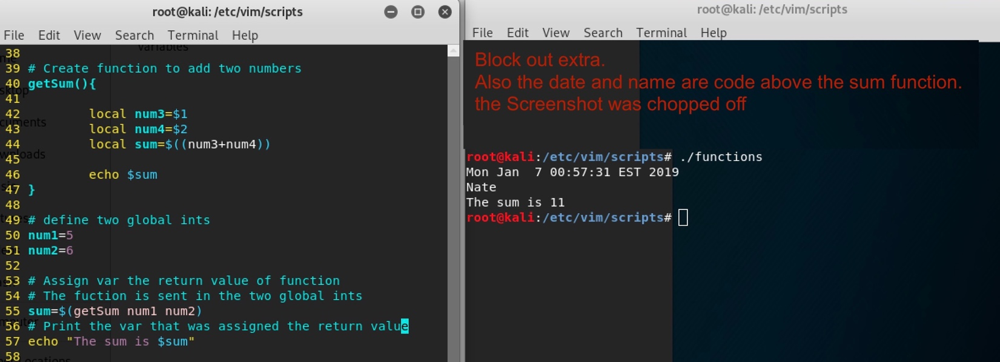 root@kali: /etc/vim/scripts
File Edit View Search Terminal Help
variables
38
39 # Create function to add two numbers
40 getSum(){
41
42 local num3=$1
43 local num4=$2
44 local sum=$((num3+num4))
45
46 echo $sum
47 }
48
49 # define two global ints
50 num1=5
51 num2=6
52
53 # Assign var the return value of function
54 # The fuction is sent in the two global ints
55 sum=$(getSum num1 num2)
56 # Print the var that was assigned the return value
57 echo "The sum is $sum"
58
root@kali: /etc/vim/scripts
File Edit View Search Terminal Help
Block out extra.
Also the date and name are code above the sum function.
the Screenshot was chopped off
root@kali:/etc/vim/scripts# ./functions
Mon Jan  7 00:57:31 EST 2019
Nate
The sum is 11
root@kali:/etc/vim/scripts#